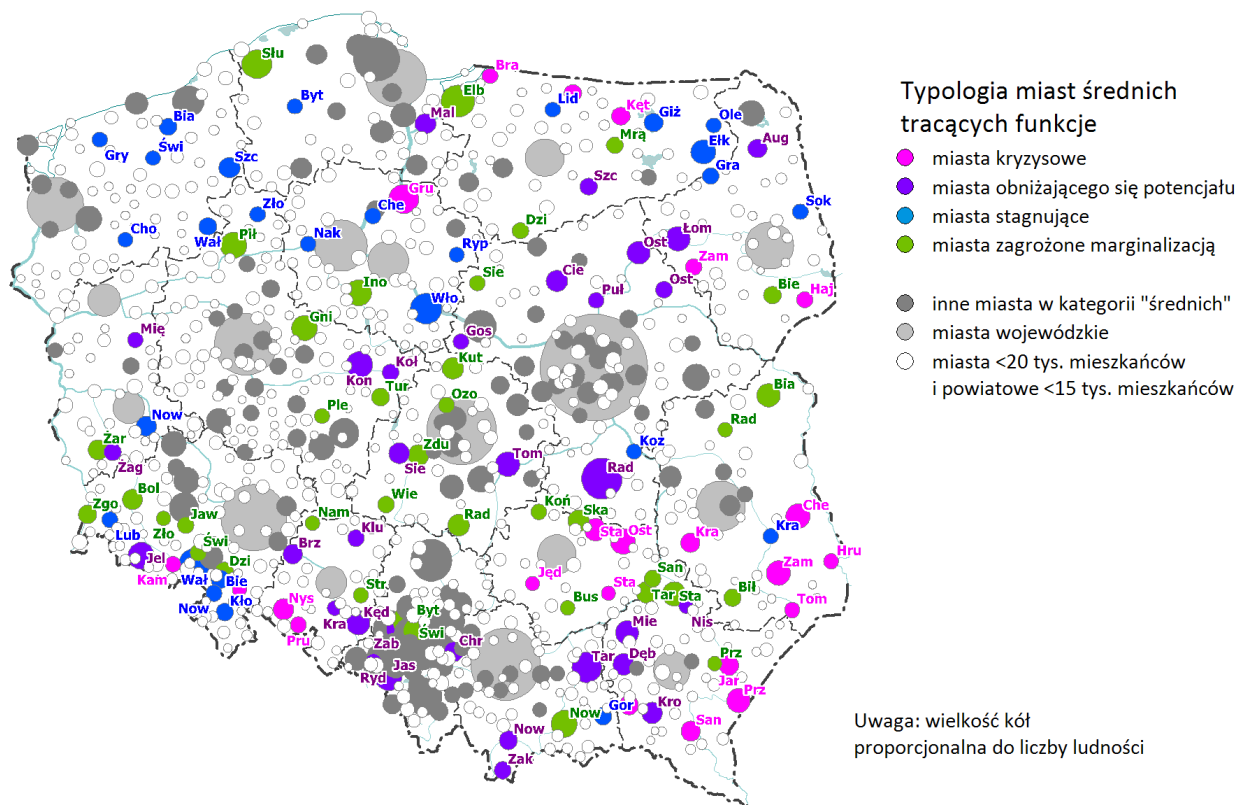 Typologia miast średnich
tracących funkcje
miasta kryzysowe
miasta obniżającego się potencjału
miasta stagnujące
miasta zagrożone marginalizacją
inne miasta w kategorii "średnich"
miasta wojewódzkie
miasta <20 tys. mieszkańców
i powiatowe <15 tys. mieszkańców
Uwaga: wielkość kół
proporcjonalna do liczby ludności
Słu
Bra
Elb
Byt
Lid
Kęt
Giż
Ole
Mal
Bia
Mrą
Ełk
Aug
Gry
Świ
Szc
Gra
Szc
Gru
Zło
Che
Sok
Cho
Wał
Pił
Nak
Dzi
Łom
Ryp
Ost
Zam
Sie
Cie
Ost
Ino
Puł
Bie
Haj
Wło
Gni
Mię
Gos
Kut
Kon
Koł
Tur
Bia
Ozo
Ple
Now
Rad
Żar
Żag
Zdu
Sie
Tom
Koz
Rad
Bol
Wie
Zgo
Zło
Jaw
Nam
Rad
Koń
Ska
Che
Lub
Świ
Klu
Sta
Ost
Kra
Kra
Jel
Brz
Dzi
Kam
Hru
Wał
Bie
Zam
Jęd
San
Str
Sta
Now
Kło
Nys
Tar
Sta
Bił
Tom
Bus
Kęd
Byt
Nis
Kra
Świ
Pru
Mie
Zab
Chr
Prz
Jas
Tar
Dęb
Jar
Ryd
Prz
Gor
Kro
Now
San
Now
Zak